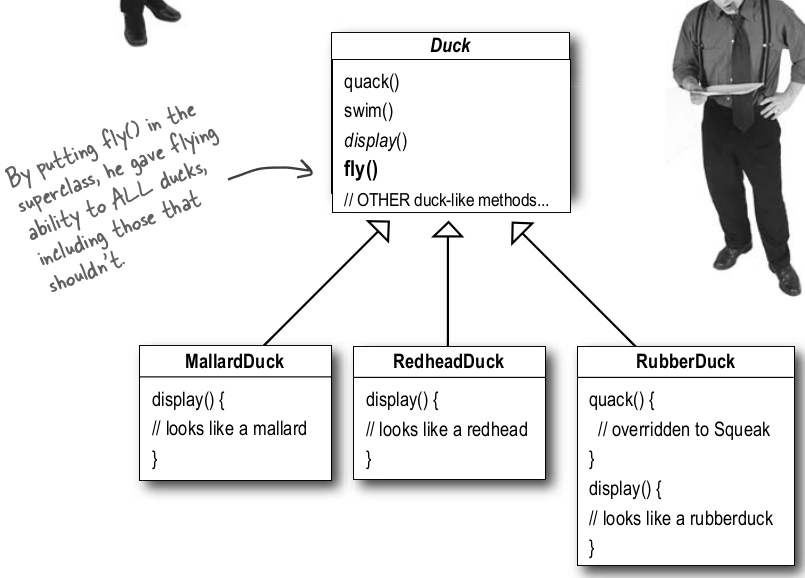 Duck
quack()
swim()
display()
fly()
// OTHER duck-like methods...
By putting fly() in the
superclass, he gave flying
ability to ALL ducks,
including those that
shouldn't.
MallardDuck
display() {
// looks like a mallard
}
RedheadDuck
display() {
// looks like a redhead
}
RubberDuck
quack() {
// overridden to Squeak
}
display() {
// looks like a rubberduck
}